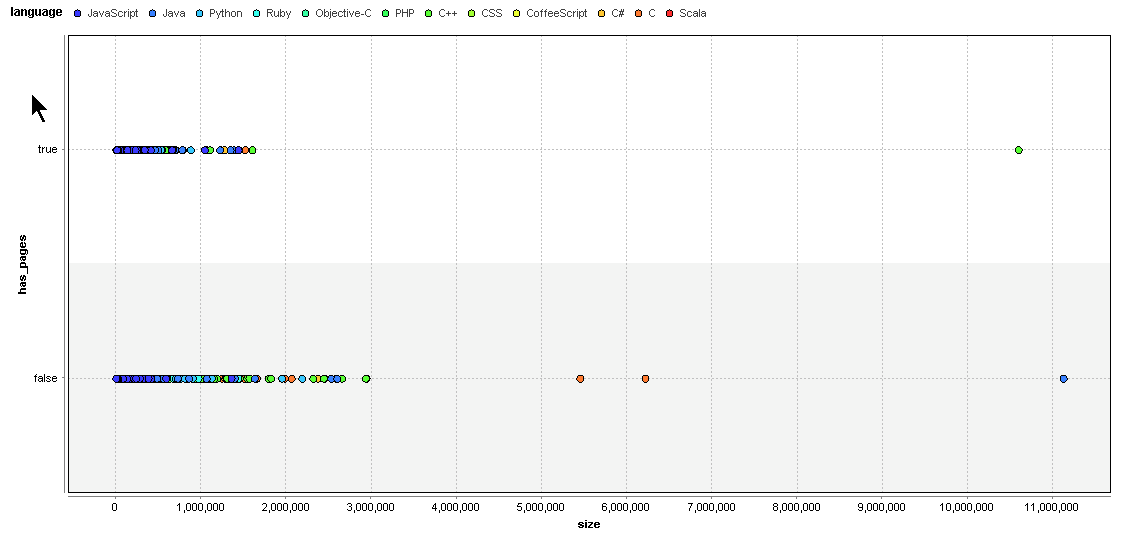 language JavaScript Java Python Ruby Objective-C PHP C++ CSS CoffeeScript C# C Scala
has_pages
true
false
0 1,000,000 2,000,000 3,000,000 4,000,000 5,000,000 6,000,000 7,000,000 8,000,000 9,000,000 10,000,000 11,000,000
size